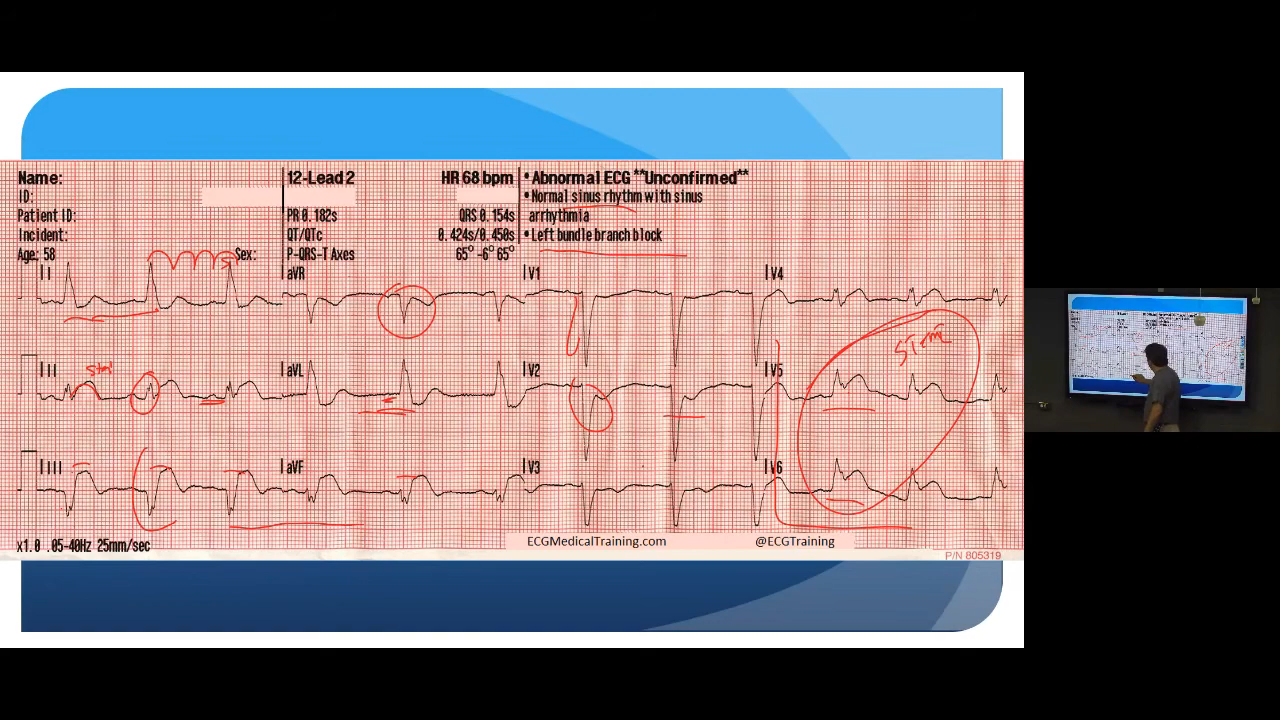 Name:
12-Lead 2
HR 68 bpm
• Abnormal ECG **Unconfirmed**
ID:
• Normal sinus rhythm with sinus
Patient ID:
PR 0.182s
QRS 0.154s
arrhythmia
Incident:
QT/QTc
0.424s/0.450s
• Left bundle branch block
Age: 58
Sex:
P-QRS-T Axes
65° -6° 65°
I
aVR
V1
V4
STEMI
II
aVL
V2
V5
III
aVF
V3
V6
x1.0 .05-40Hz 25mm/sec
ECGMedicalTraining.com
@ECGTraining
P/N 805319